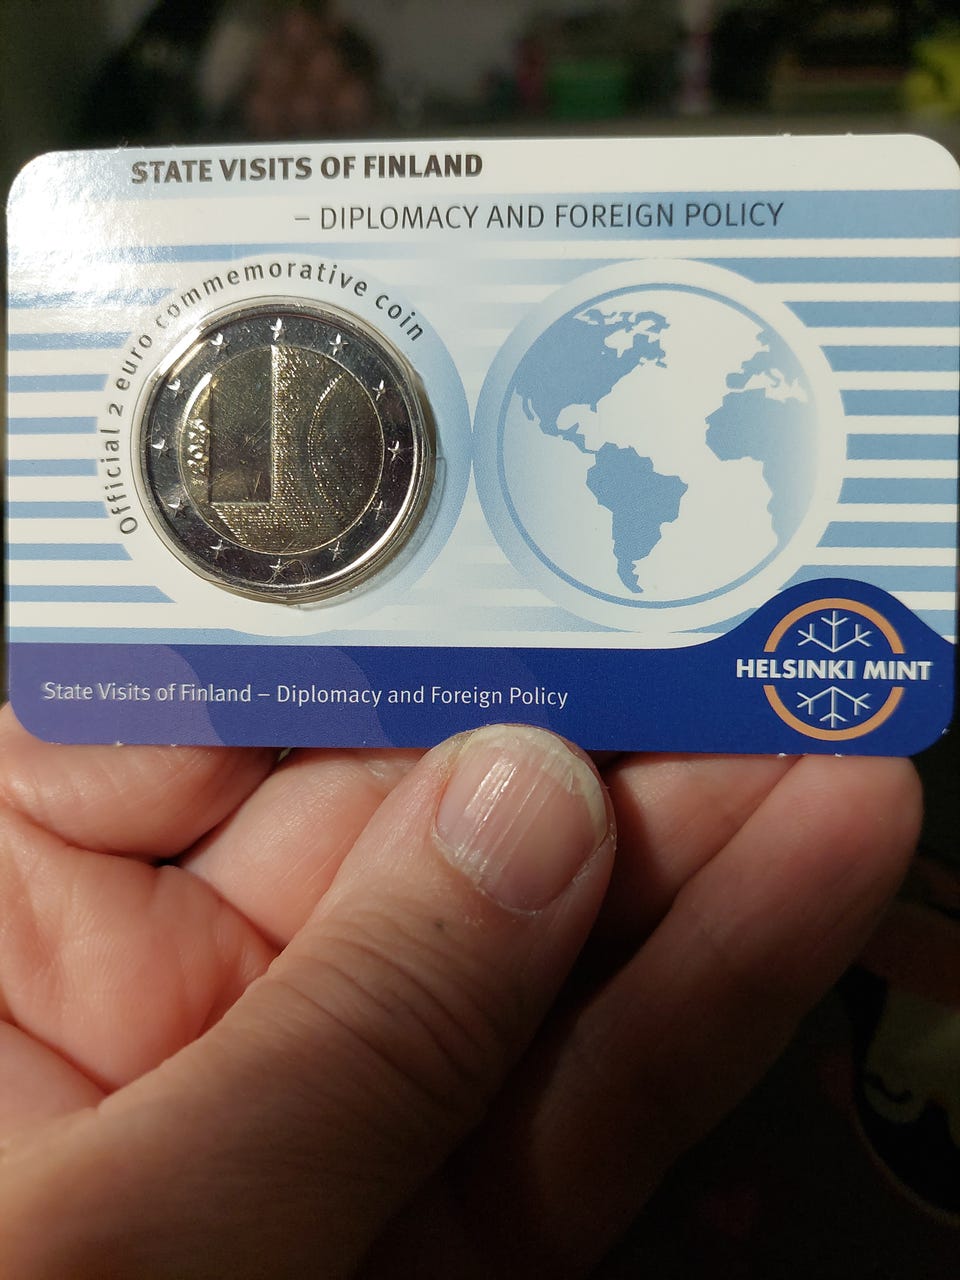 STATE VISITS OF FINLAND
– DIPLOMACY AND FOREIGN POLICY
Official 2 euro commemorative coin
State Visits of Finland – Diplomacy and Foreign Policy
HELSINKI MINT